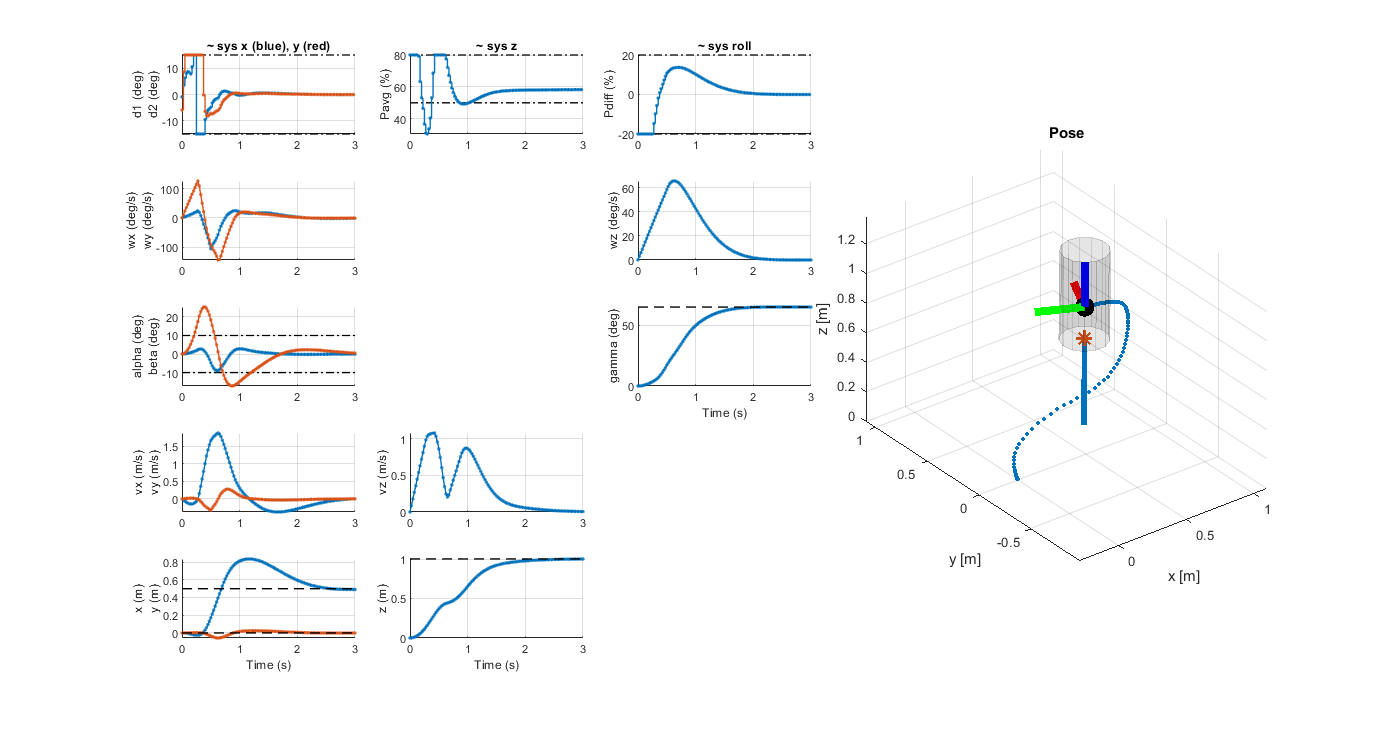 ~ sys x (blue), y (red)
d1 (deg)
d2 (deg)
10
0
-10
0 1 2 3
~ sys z
Pavg (%)
80
60
40
0 1 2 3
~ sys roll
Pdiff (%)
20
0
-20
0 1 2 3
wx (deg/s)
wy (deg/s)
100
0
-100
0 1 2 3
wz (deg/s)
60
40
20
0
0 1 2 3
alpha (deg)
beta (deg)
20
10
0
-10
0 1 2 3
gamma (deg)
50
0
0 1 2 3
Time (s)
vx (m/s)
vy (m/s)
1.5
1
0.5
0
0 1 2 3
vz (m/s)
1
0.5
0
0 1 2 3
x (m)
y (m)
0.8
0.6
0.4
0.2
0
0 1 2 3
Time (s)
z (m)
1
0.5
0
0 1 2 3
Time (s)
Pose
z [m]
1.2
1
0.8
0.6
0.4
0.2
0
1
0.5
0
-0.5
y [m]
0
0.5
1
x [m]